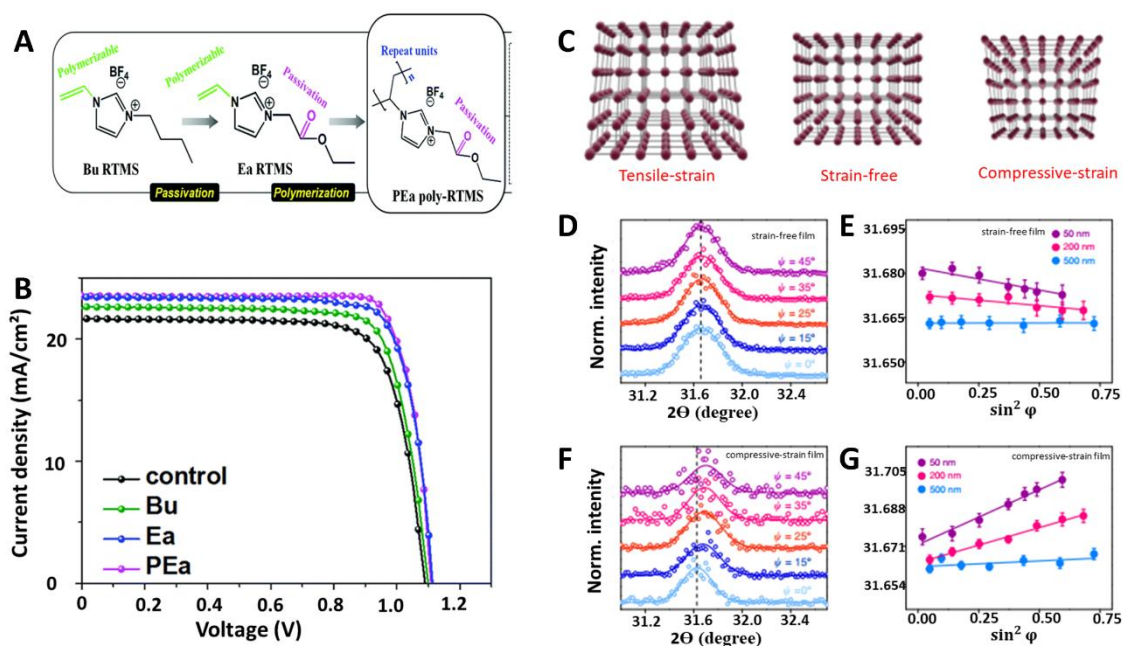 A
Polymerizable
BF4
⊖
N
N
+
Bu RTMS
Passivation
Polymerizable
BF4
⊖
Passivation
N
N
+
O
O
Ea RTMS
Polymerization
Repeat units
n
BF4
⊖
Passivation
N
N
+
O
O
PEa poly-RTMS
B
Current density (mA/cm²)
20
10
0
control
Bu
Ea
PEa
0 0.2 0.4 0.6 0.8 1.0 1.2
Voltage (V)
C
Tensile-strain
Strain-free
Compressive-strain
D
Norm. intenity
strain-free film
ψ = 45°
ψ = 35°
ψ = 25°
ψ = 15°
ψ = 0°
31.2 31.6 32.0 32.4
2Θ (degree)
E
31.695
31.680
31.665
31.650
strain-free film
50 nm
200 nm
500 nm
0.0 0.25 0.50 0.75
sin² φ
F
Norm. intenity
compressive-strain film
ψ = 45°
ψ = 35°
ψ = 25°
ψ = 15°
ψ =0°
31.2 31.6 32.0 32.4
2Θ (degree)
G
31.705
31.688
31.671
31.654
compressive-strain film
50 nm
200 nm
500 nm
0.0 0.25 0.50 0.75
sin² φ